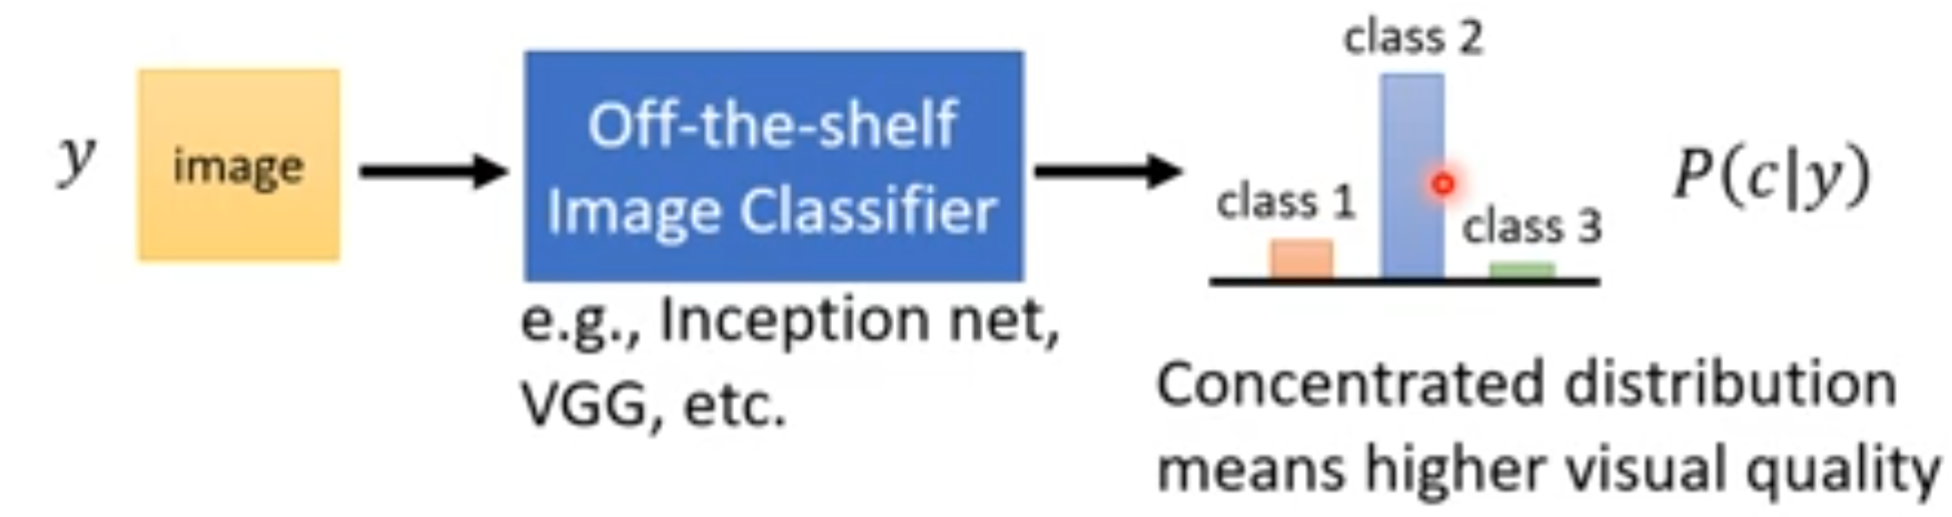 y
image
Off-the-shelf
Image Classifier
e.g., Inception net,
VGG, etc.
class 1
class 2
class 3
P(c|y)
Concentrated distribution
means higher visual quality